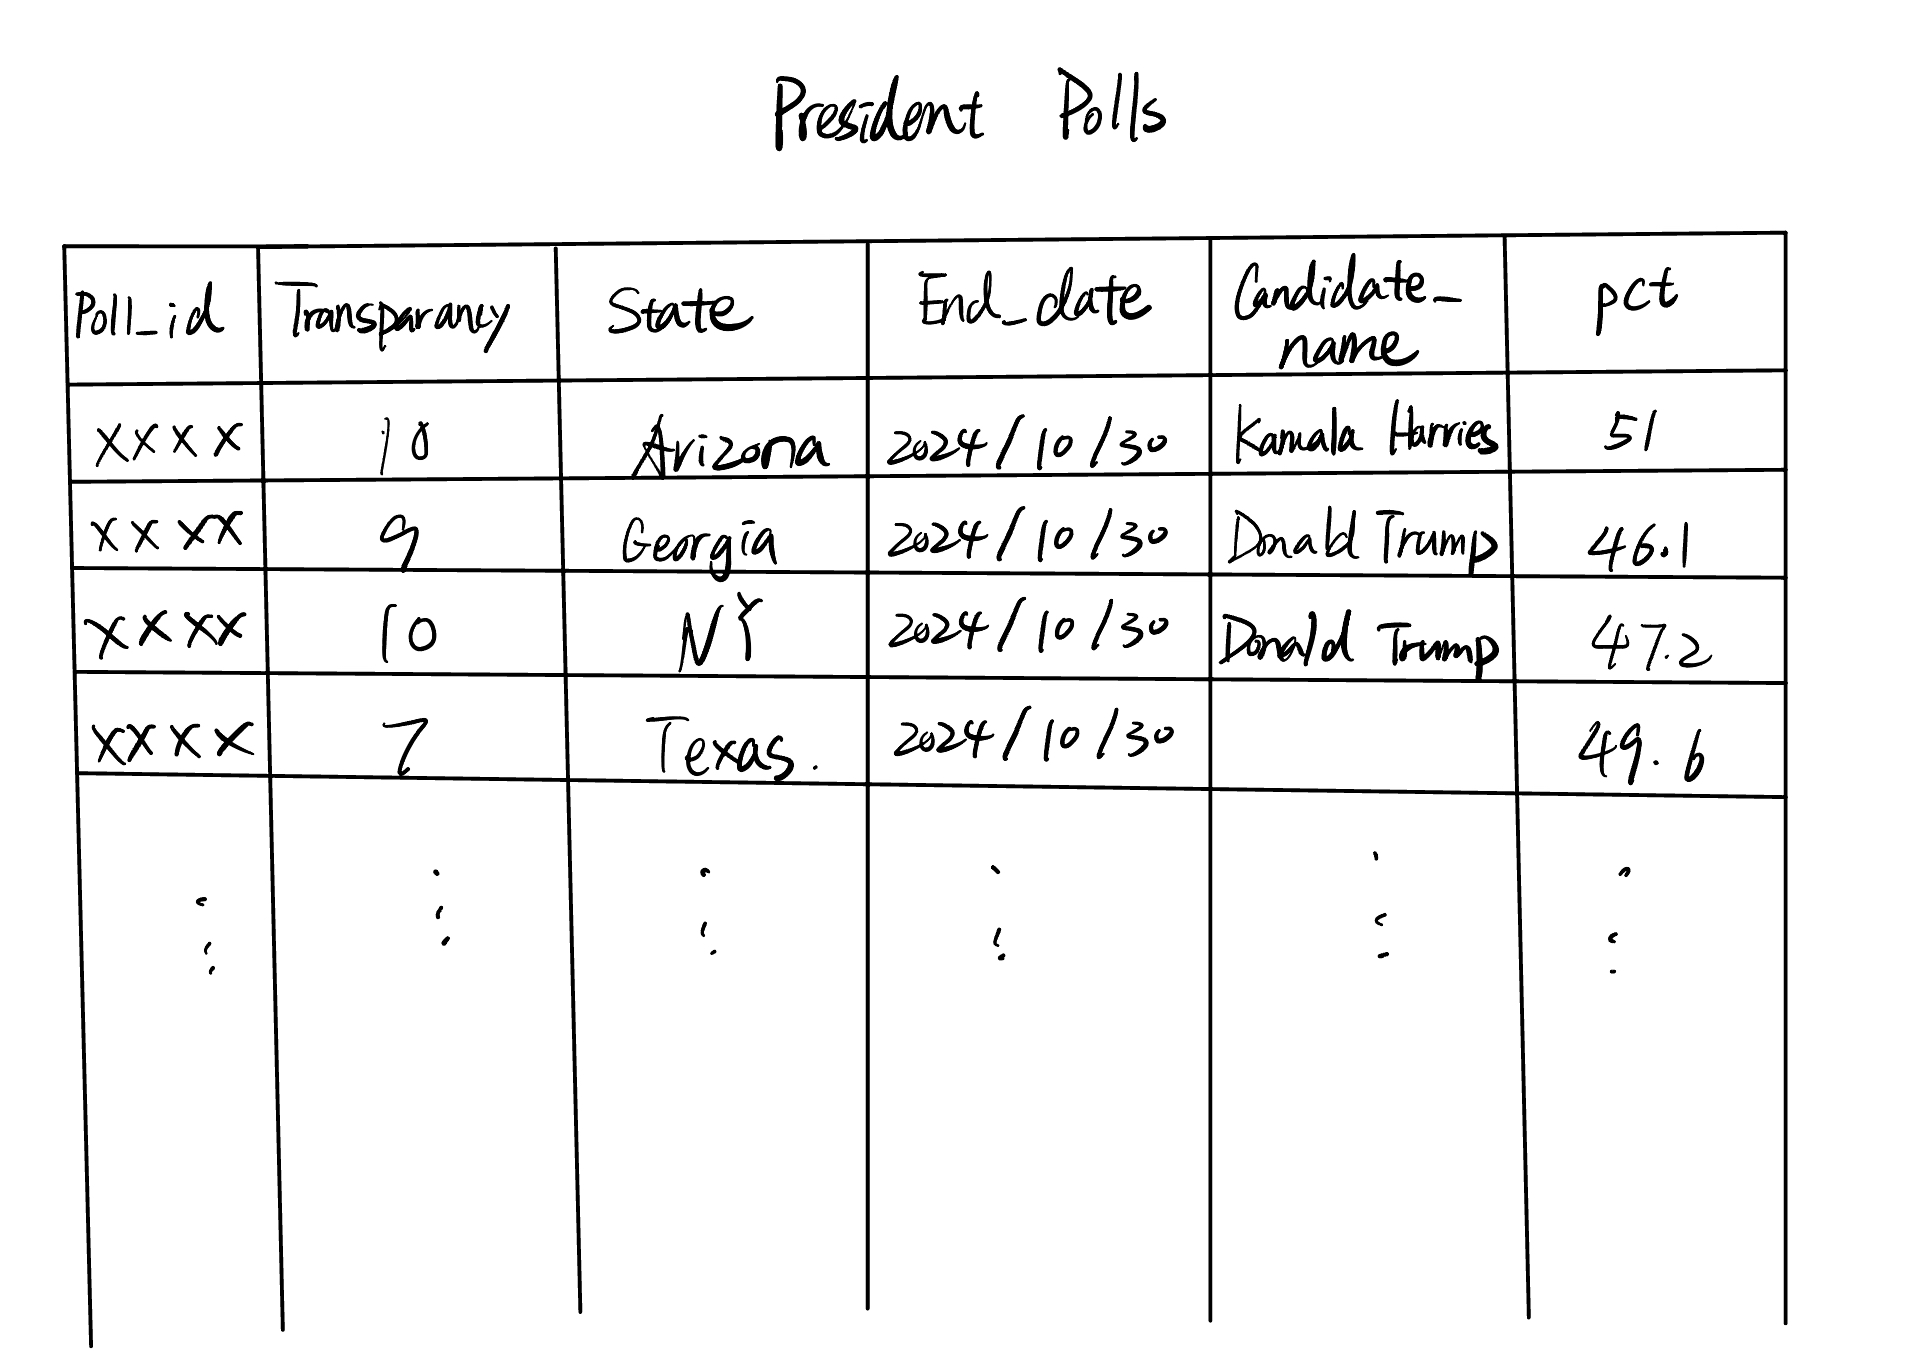 President Polls
Poll_id Transparancy State End_date Candidate_ pct
name
XXXX 10 Arizona 2024/10/30 Kamala Harries 51
XXXX 9 Georgia 2024/10/30 Donald Trump 46.1
XXXX 10 NY 2024/10/30 Donald Trump 47.2
XXXX 7 Texas. 2024/10/30 49.6